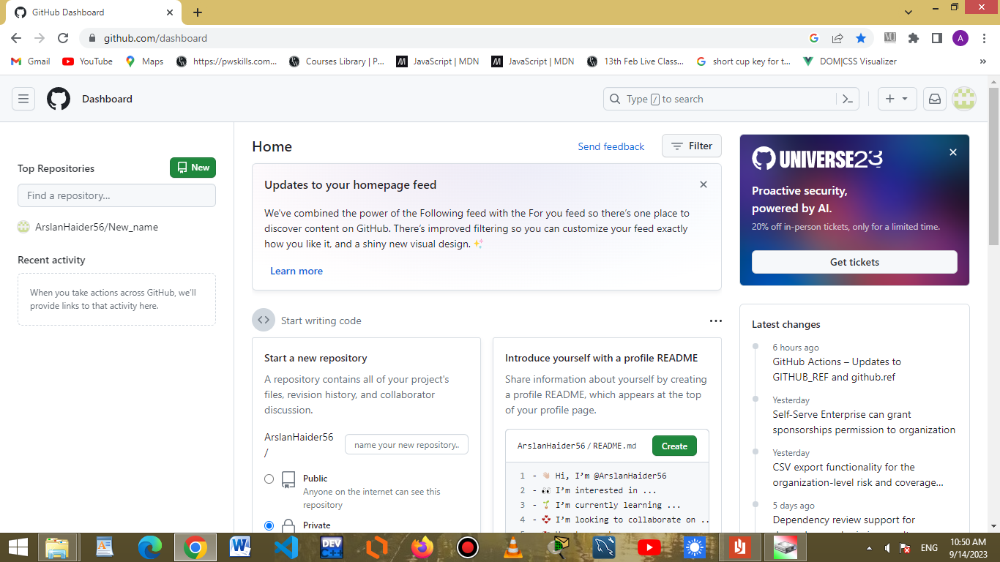 GitHub Dashboard
github.com/dashboard
A
Gmail
YouTube
Maps
https://pwskills.com...
Courses Library | P...
JavaScript | MDN
JavaScript | MDN
13th Feb Live Class...
short cup key for t...
DOM|CSS Visualizer
Dashboard
Type / to search
Top Repositories
New
Find a repository...
ArslanHaider56/New_name
Recent activity
When you take actions across GitHub, we'll
provide links to that activity here.
Home
Send feedback
Filter
Updates to your homepage feed
We've combined the power of the Following feed with the For you feed so there's one place to
discover content on GitHub. There's improved filtering so you can customize your feed exactly
how you like it, and a shiny new visual design. ✨
Learn more
Start writing code
Start a new repository
A repository contains all of your project's
files, revision history, and collaborator
discussion.
ArslanHaider56
/
name your new repository..
Public
Anyone on the internet can see this
repository
Private
Introduce yourself with a profile README
Share information about yourself by creating
a profile README, which appears at the top
of your profile page.
ArslanHaider56 / README.md
Create
1 - 👋 Hi, I'm @ArslanHaider56
2 - 👀 I'm interested in ...
3 - 🌱 I'm currently learning ...
4 - 💞️ I'm looking to collaborate on ..
UNIVERSE23
Proactive security,
powered by AI.
20% off in-person tickets, only for a limited time.
Get tickets
Latest changes
6 hours ago
GitHub Actions – Updates to
GITHUB_REF and github.ref
Yesterday
Self-Serve Enterprise can grant
sponsorships permission to organization
Yesterday
CSV export functionality for the
organization-level risk and coverage...
5 days ago
Dependency review support for
DEV
C++
ENG
10:50 AM
9/14/2023